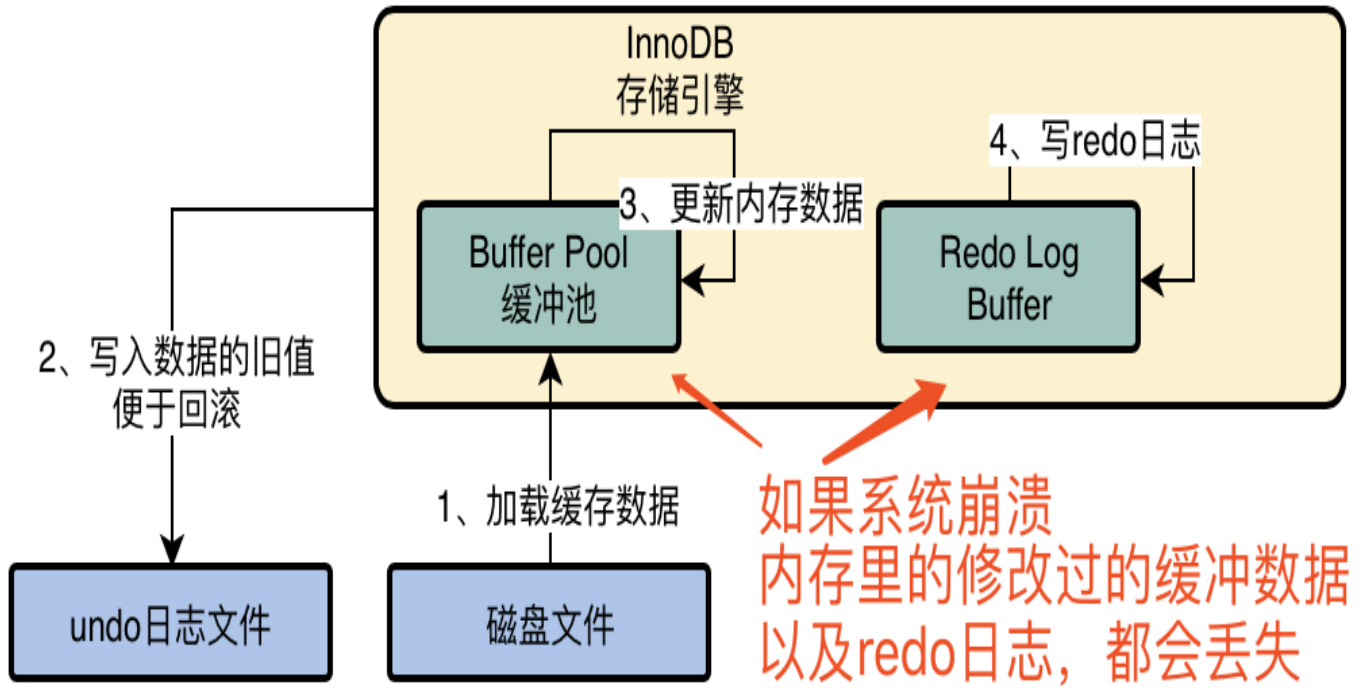 InnoDB
存储引擎
4、写redo日志
3、更新内存数据
Buffer Pool
缓冲池
Redo Log
Buffer
2、写入数据的旧值
便于回滚
1、加载缓存数据
如果系统崩溃
内存里的修改过的缓冲数据
以及redo日志，都会丢失
undo日志文件
磁盘文件